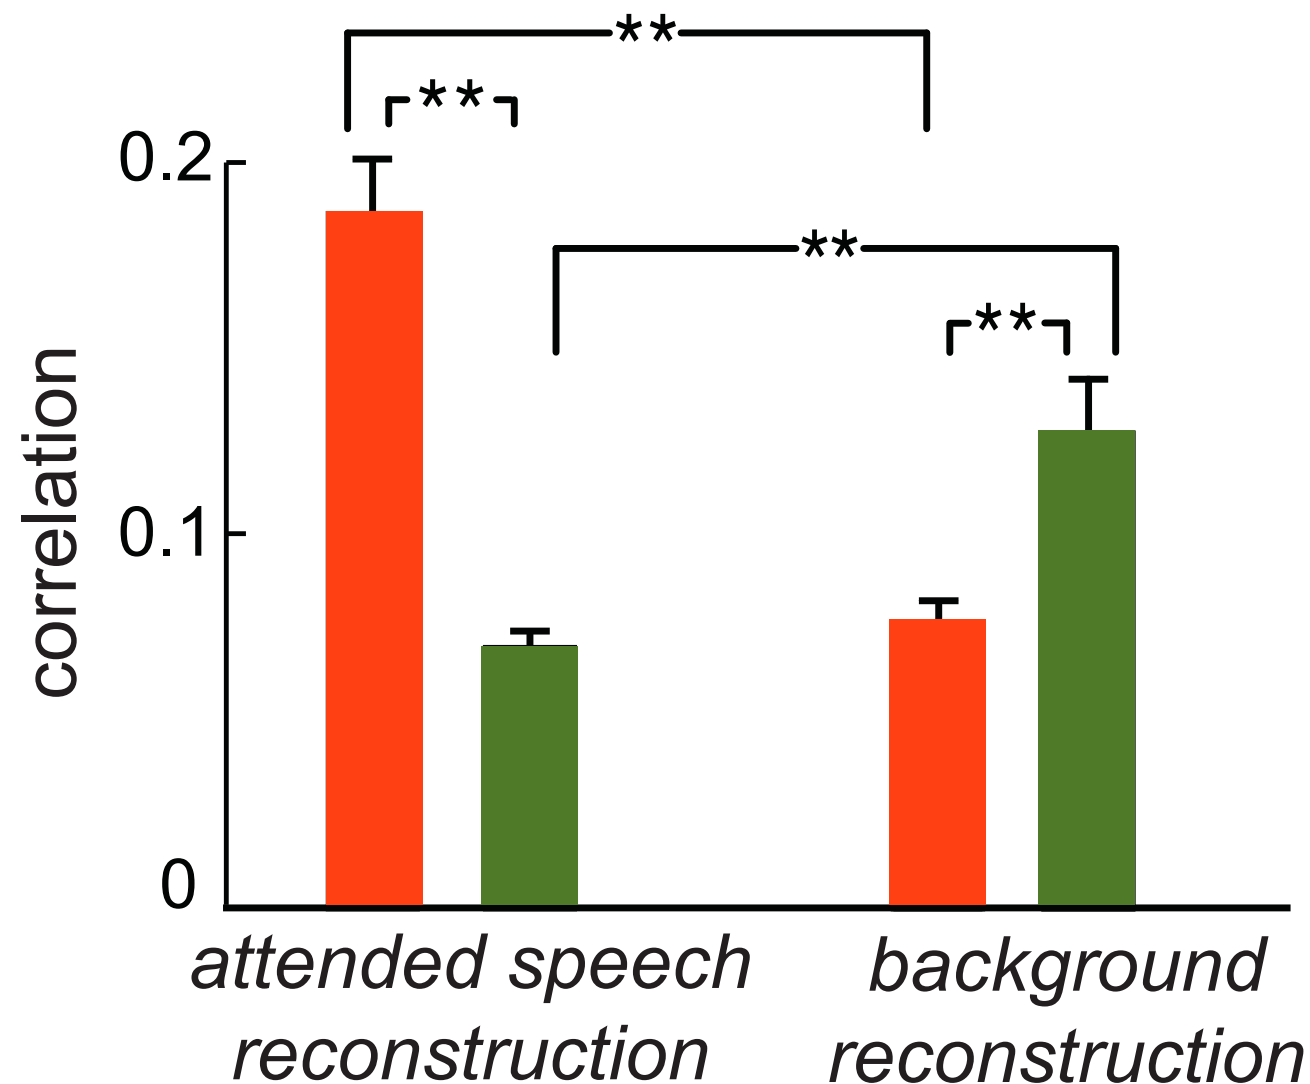 **
**
0.2
**
**
correlation
0.1
0
attended speech
reconstruction
background
reconstruction